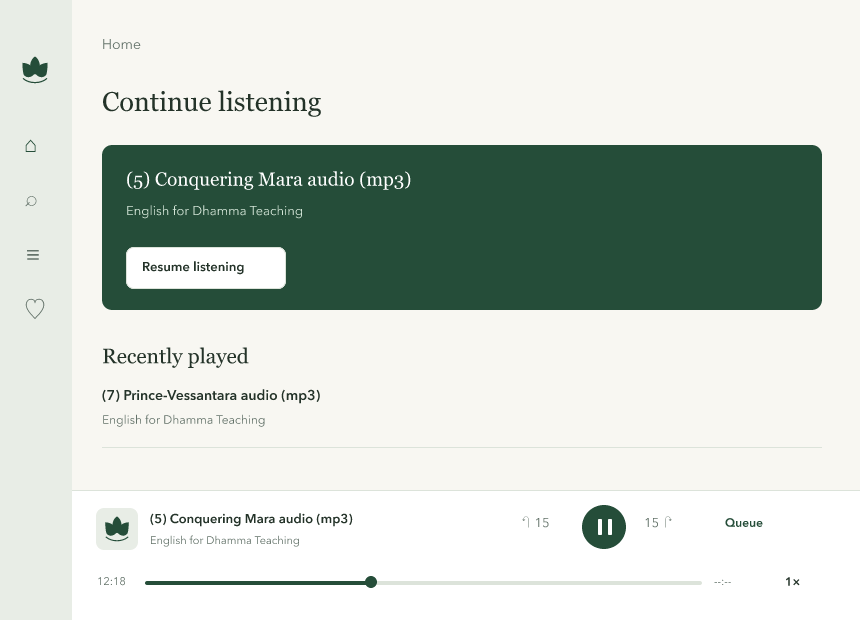 Home
Continue listening
(5) Conquering Mara audio (mp3)
English for Dhamma Teaching
Resume listening
Recently played
(7) Prince-Vessantara audio (mp3)
English for Dhamma Teaching
(5) Conquering Mara audio (mp3)
English for Dhamma Teaching
15
15
Queue
12:18
--:--
1×